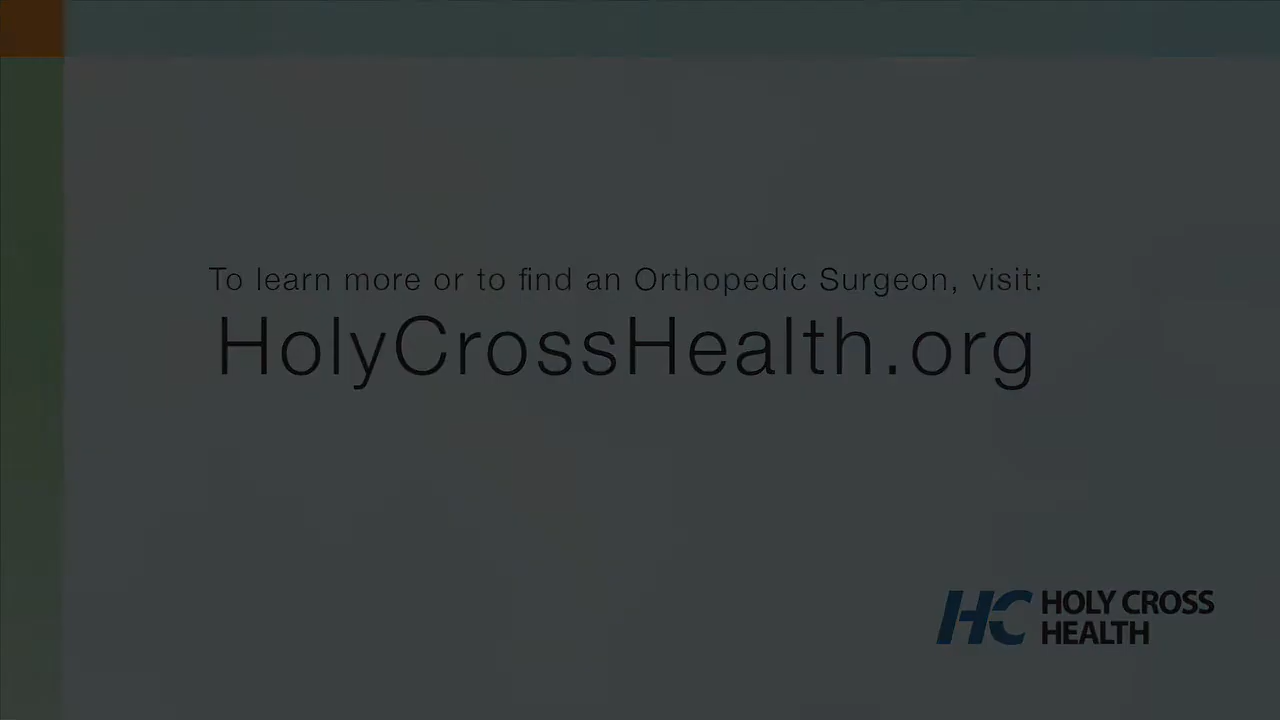 To learn more or to find an Orthopedic Surgeon, visit:
HolyCrossHealth.org
HC HOLY CROSS
HEALTH